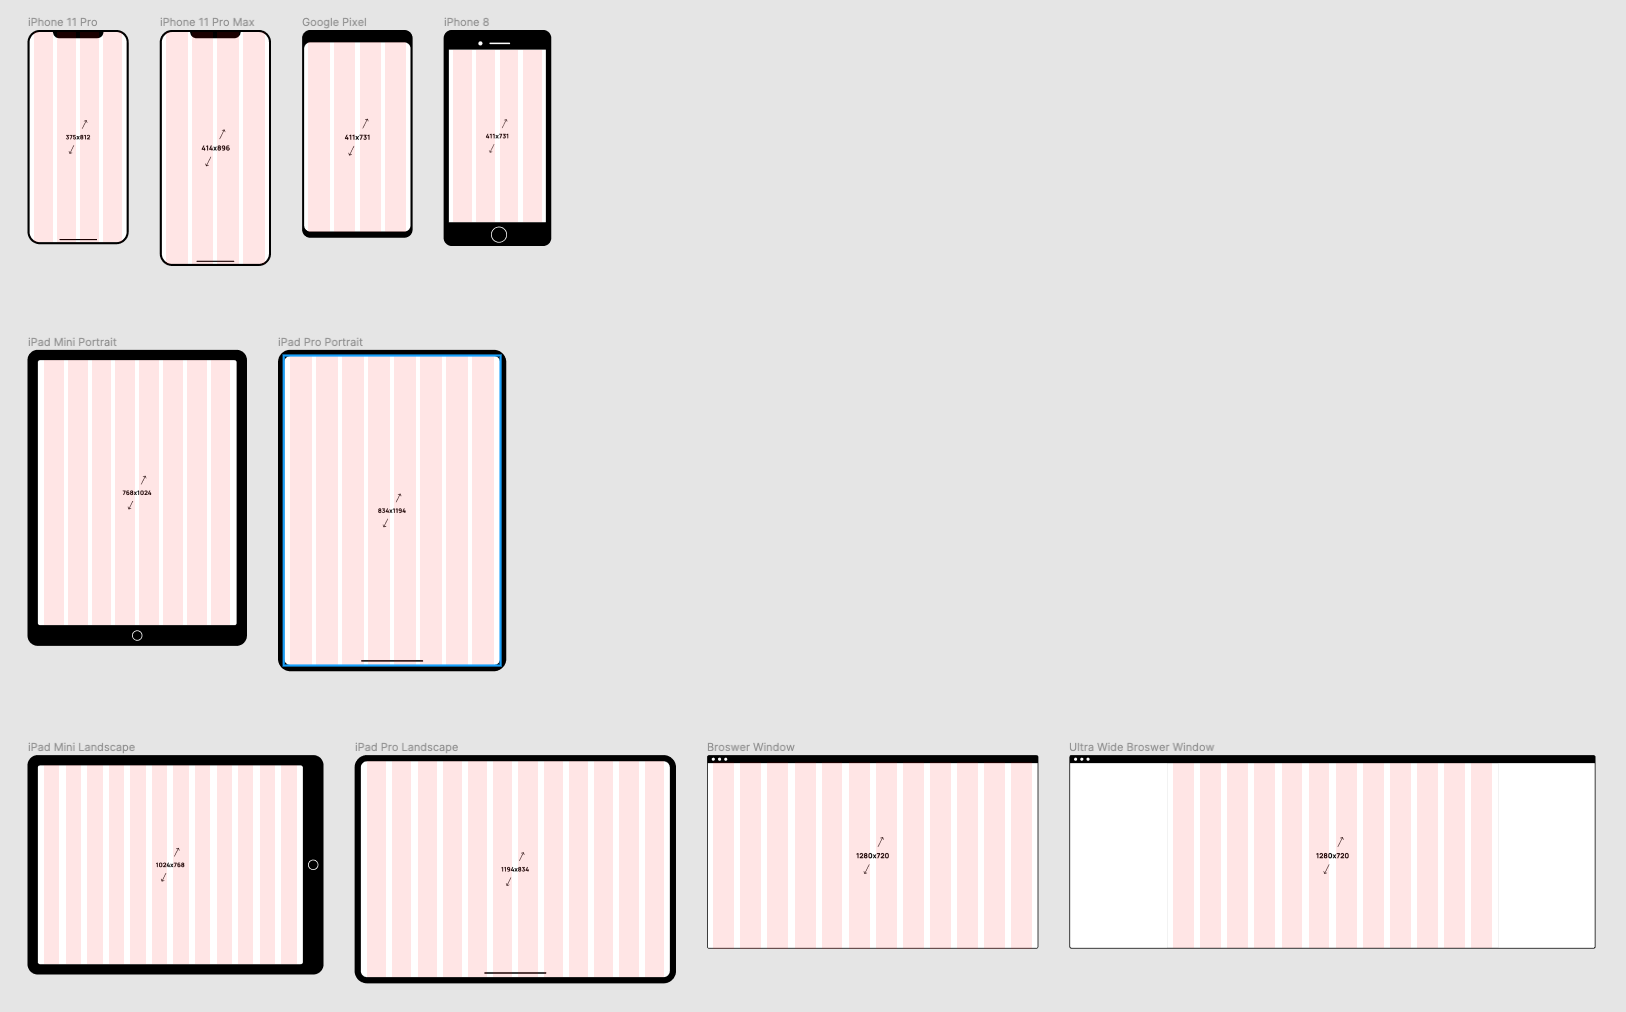 iPhone 11 Pro
iPhone 11 Pro Max
Google Pixel
iPhone 8
375x812
414x896
411x731
411x731
iPad Mini Portrait
iPad Pro Portrait
768x1024
834x1194
iPad Mini Landscape
iPad Pro Landscape
Broswer Window
Ultra Wide Broswer Window
1024x768
1194x834
1280x720
1280x720